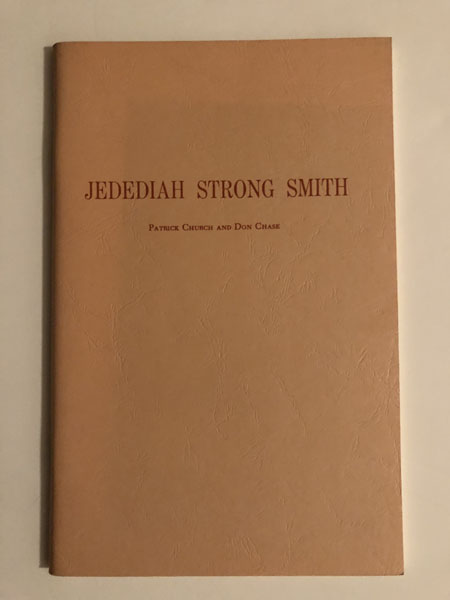 JEDEDIAH STRONG SMITH
Patrick Church and Don Chase